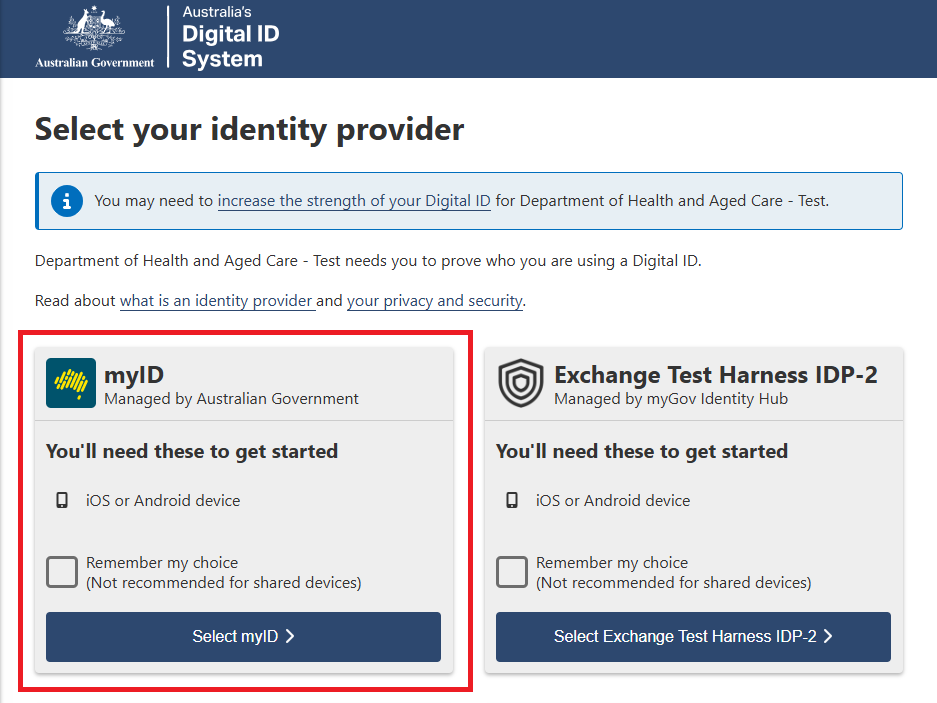 Australian Government
Australia's
Digital ID
System
Select your identity provider
You may need to increase the strength of your Digital ID for Department of Health and Aged Care - Test.
Department of Health and Aged Care - Test needs you to prove who you are using a Digital ID.
Read about what is an identity provider and your privacy and security.
myID
Managed by Australian Government
You'll need these to get started
iOS or Android device
Remember my choice
(Not recommended for shared devices)
Select myID
Exchange Test Harness IDP-2
Managed by myGov Identity Hub
You'll need these to get started
iOS or Android device
Remember my choice
(Not recommended for shared devices)
Select Exchange Test Harness IDP-2